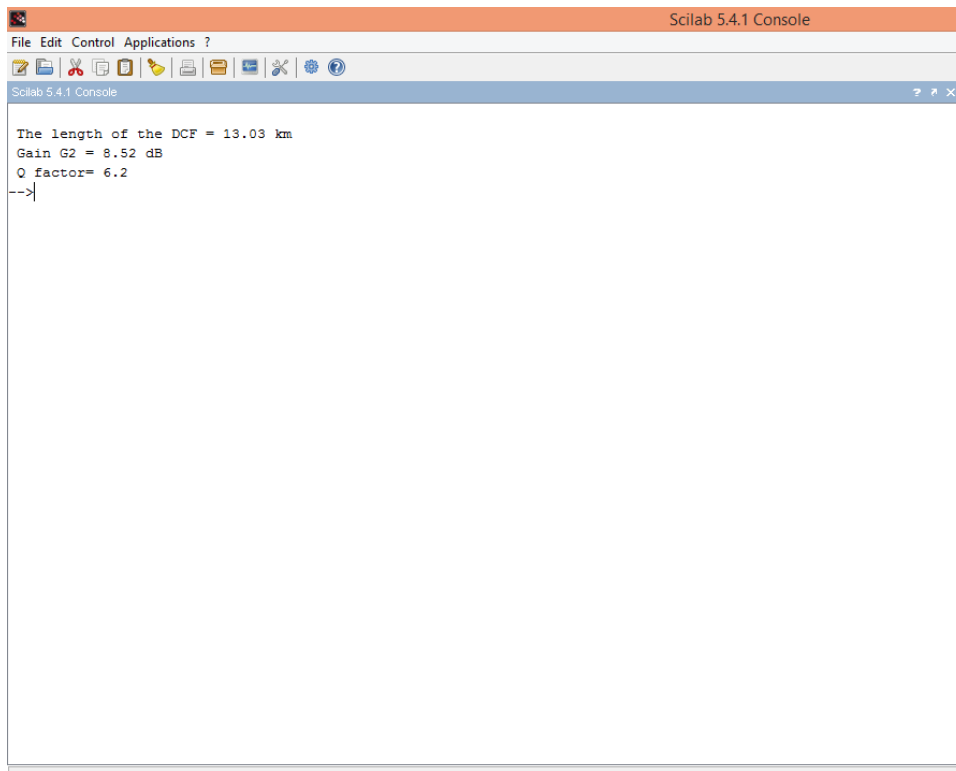 Scilab 5.4.1 Console
File Edit Control Applications ?
Scilab 5.4.1 Console ? ↗ ×
The length of the DCF = 13.03 km
Gain G2 = 8.52 dB
Q factor= 6.2
-->